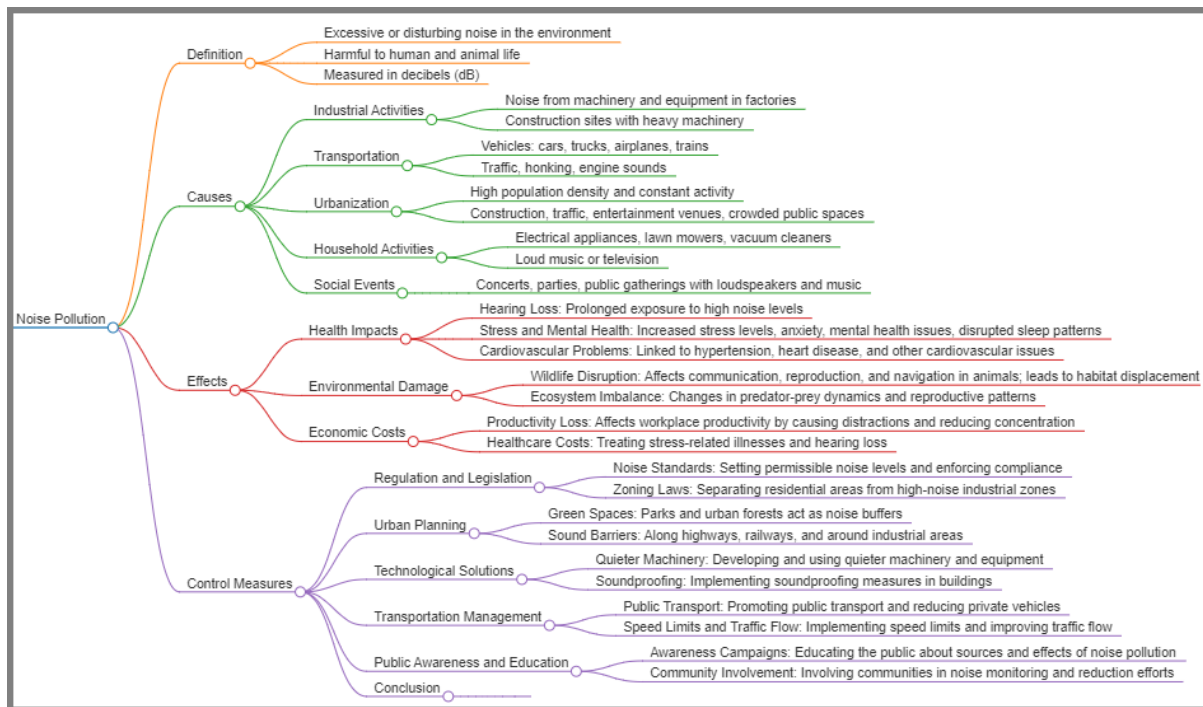 Noise Pollution
Definition
Excessive or disturbing noise in the environment
Harmful to human and animal life
Measured in decibels (dB)
Causes
Industrial Activities
Noise from machinery and equipment in factories
Construction sites with heavy machinery
Transportation
Vehicles: cars, trucks, airplanes, trains
Traffic, honking, engine sounds
Urbanization
High population density and constant activity
Construction, traffic, entertainment venues, crowded public spaces
Household Activities
Electrical appliances, lawn mowers, vacuum cleaners
Loud music or television
Social Events
Concerts, parties, public gatherings with loudspeakers and music
Effects
Health Impacts
Hearing Loss: Prolonged exposure to high noise levels
Stress and Mental Health: Increased stress levels, anxiety, mental health issues, disrupted sleep patterns
Cardiovascular Problems: Linked to hypertension, heart disease, and other cardiovascular issues
Environmental Damage
Wildlife Disruption: Affects communication, reproduction, and navigation in animals; leads to habitat displacement
Ecosystem Imbalance: Changes in predator-prey dynamics and reproductive patterns
Economic Costs
Productivity Loss: Affects workplace productivity by causing distractions and reducing concentration
Healthcare Costs: Treating stress-related illnesses and hearing loss
Control Measures
Regulation and Legislation
Noise Standards: Setting permissible noise levels and enforcing compliance
Zoning Laws: Separating residential areas from high-noise industrial zones
Urban Planning
Green Spaces: Parks and urban forests act as noise buffers
Sound Barriers: Along highways, railways, and around industrial areas
Technological Solutions
Quieter Machinery: Developing and using quieter machinery and equipment
Soundproofing: Implementing soundproofing measures in buildings
Transportation Management
Public Transport: Promoting public transport and reducing private vehicles
Speed Limits and Traffic Flow: Implementing speed limits and improving traffic flow
Public Awareness and Education
Awareness Campaigns: Educating the public about sources and effects of noise pollution
Community Involvement: Involving communities in noise monitoring and reduction efforts
Conclusion